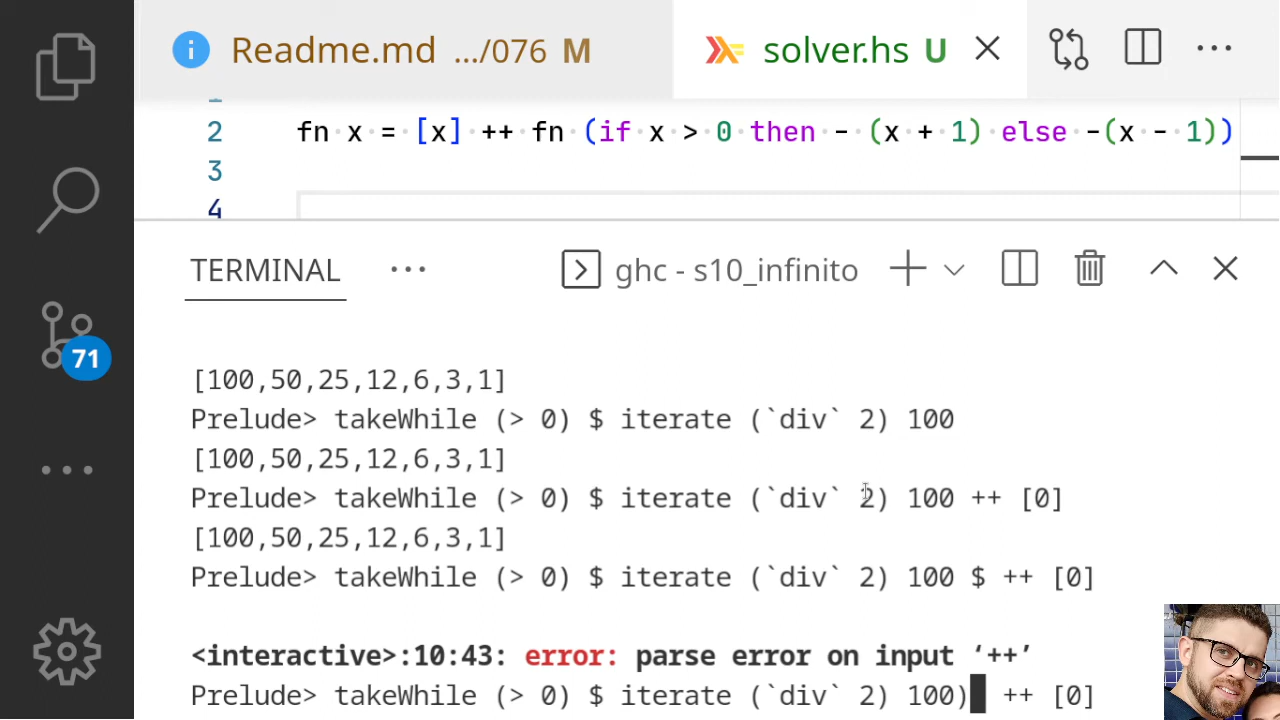 Readme.md .../076 M
solver.hs U
2 fn x = [x] ++ fn (if x > 0 then - (x + 1) else -(x - 1))
3
4
TERMINAL
ghc - s10_infinito
71
[100,50,25,12,6,3,1]
Prelude> takeWhile (> 0) $ iterate (`div` 2) 100
[100,50,25,12,6,3,1]
Prelude> takeWhile (> 0) $ iterate (`div` 2) 100 ++ [0]
[100,50,25,12,6,3,1]
Prelude> takeWhile (> 0) $ iterate (`div` 2) 100 $ ++ [0]
<interactive>:10:43: error: parse error on input ‘++’
Prelude> takeWhile (> 0) $ iterate (`div` 2) 100) ++ [0]